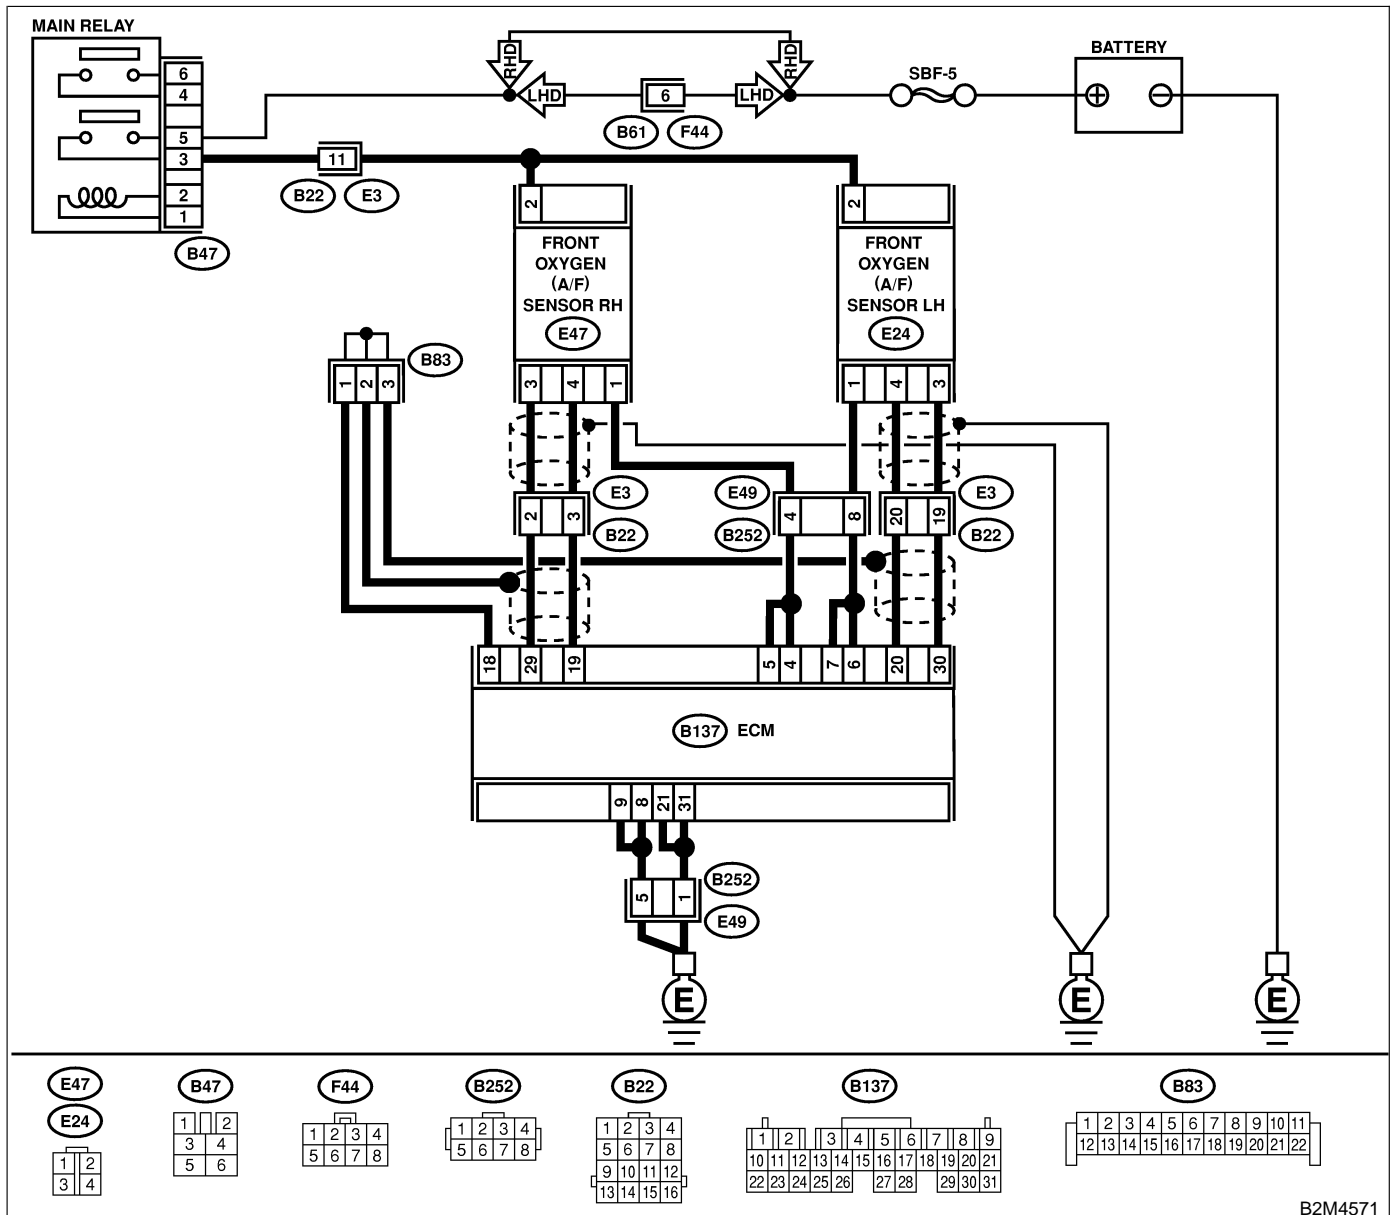 MAIN RELAY
6
4
5
3
2
1
B47
RHD
RHD
LHD
6
LHD
B61
F44
SBF-5
BATTERY
+
−
11
B22
E3
2
FRONT
OXYGEN
(A/F)
SENSOR RH
E47
3 4 1
2
FRONT
OXYGEN
(A/F)
SENSOR LH
E24
1 4 3
1 2 3
B83
2 3
E3
B22
E49
B252
4 8
20 19
E3
B22
18 29 19 5 4 7 6 20 30
B137 ECM
9 8 21 31
5 1
B252
E49
E
E
E
E47
E24
1 2
3 4
B47
1 2
3 4
5 6
F44
1 2 3 4
5 6 7 8
B252
1 2 3 4
5 6 7 8
B22
1 2 3 4
5 6 7 8
9 10 11 12
13 14 15 16
B137
1 2 3 4 5 6 7 8 9
10 11 12 13 14 15 16 17 18 19 20 21
22 23 24 25 26 27 28 29 30 31
B83
1 2 3 4 5 6 7 8 9 10 11
12 13 14 15 16 17 18 19 20 21 22
B2M4571